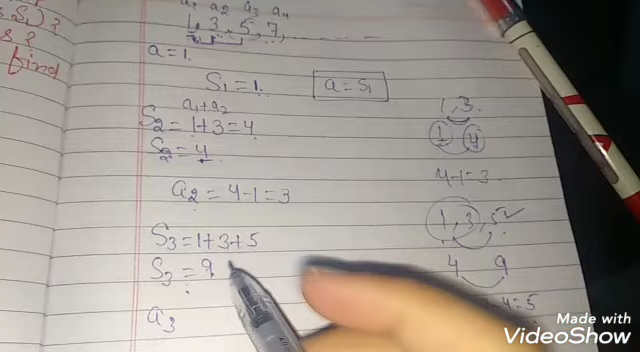 S₁)?
s?
find
a₁ a₂ a₃ a₄
1, 3, 5, 7, - - - - - - -
a=1.
S₁=1. a=S₁
a₁+a₂
S₂=1+3=4
S₂=4
a₂=4-1=3
S₃=1+3+5
S₃=9
a₃
1,3.
1 4
4-1=3.
1,3,5
4 9
4=5
Made with
VideoShow